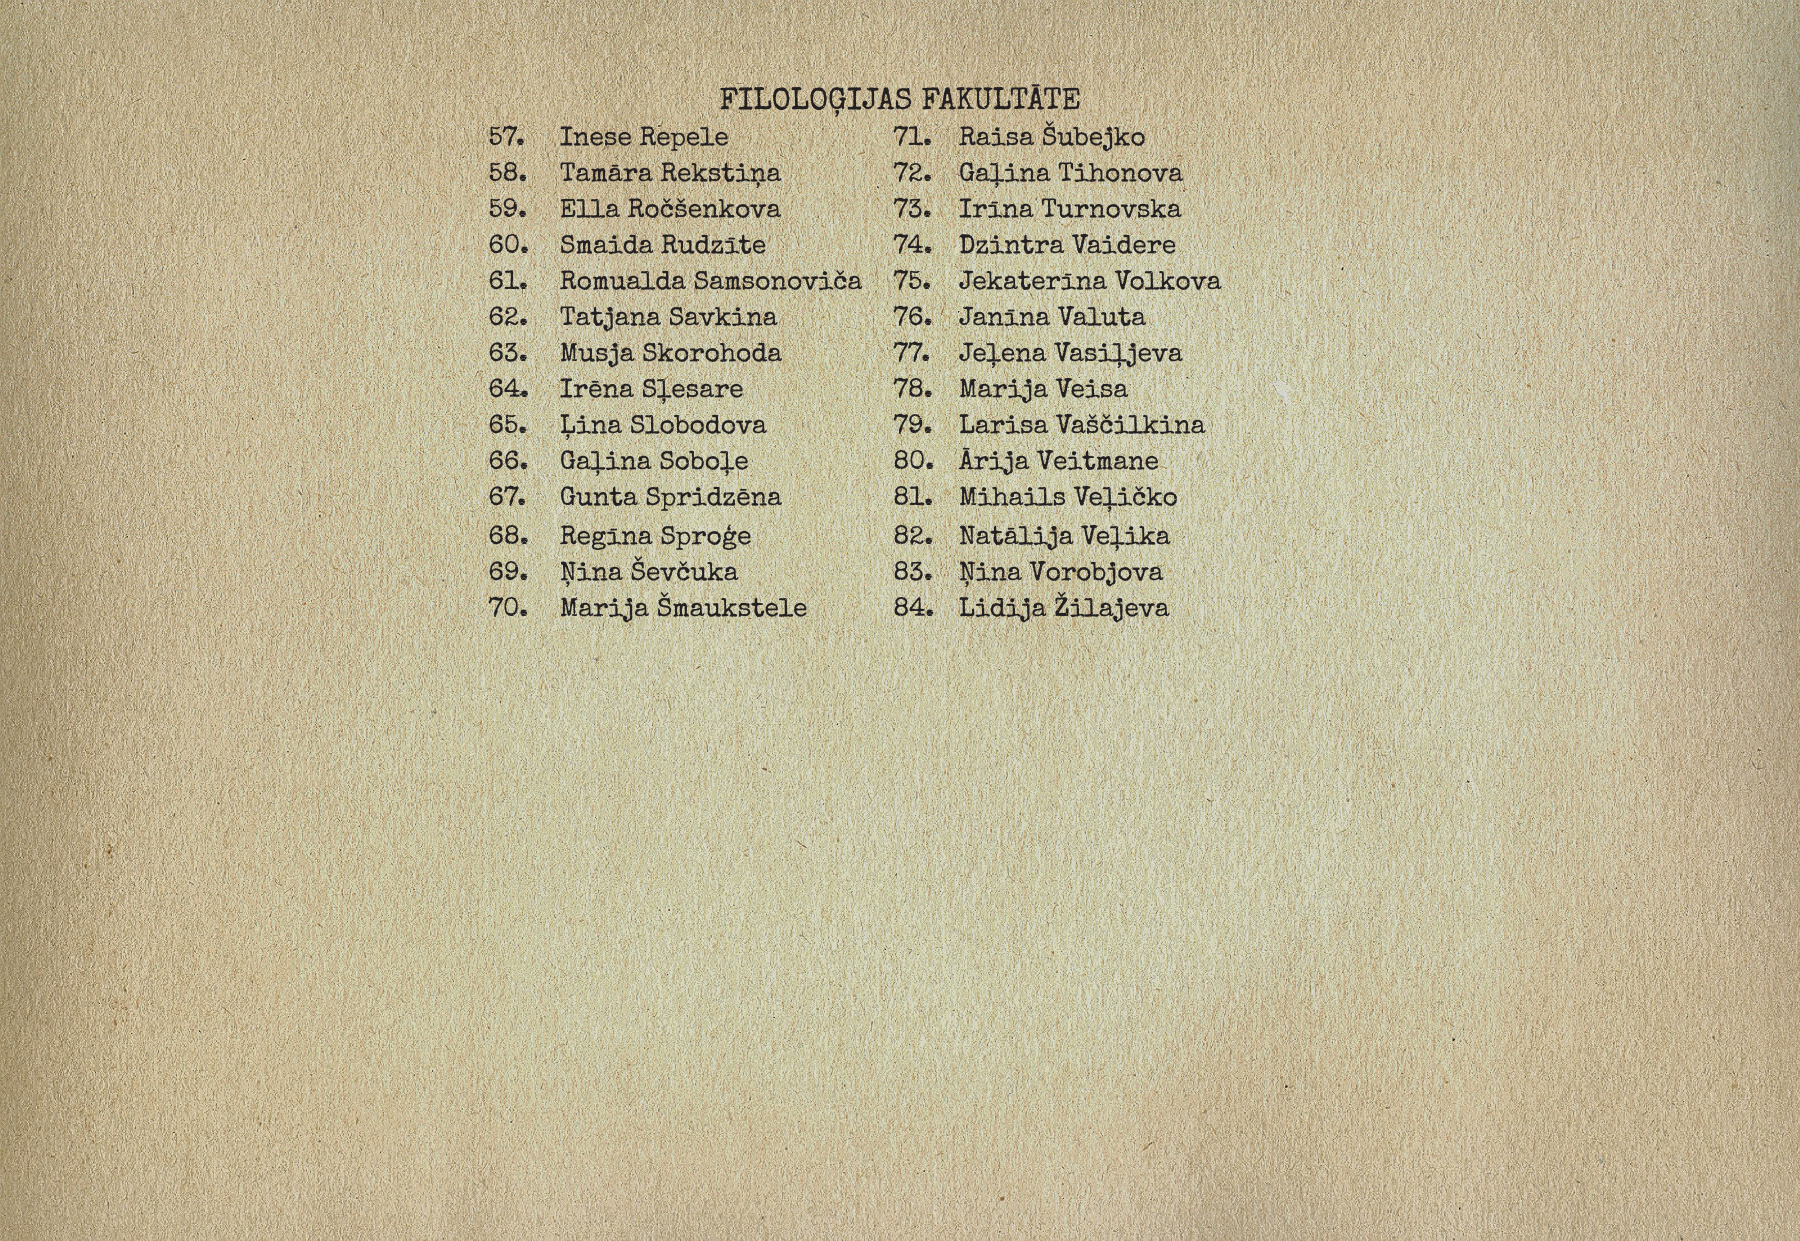 FILOLOĢIJAS FAKULTĀTE
57. Inese Repele
58. Tamāra Rekstiņa
59. Ella Ročšenkova
60. Smaida Rudzīte
61. Romualda Samsonoviča
62. Tatjana Savkina
63. Musja Skorohoda
64. Irēna Sļesare
65. Ļina Slobodova
66. Gaļina Soboļe
67. Gunta Spridzēna
68. Regīna Sproģe
69. Ņina Ševčuka
70. Marija Šmaukstele
71. Raisa Šubejko
72. Gaļina Tihonova
73. Irīna Turnovska
74. Dzintra Vaidere
75. Jekaterīna Volkova
76. Janīna Valuta
77. Jeļena Vasiļjeva
78. Marija Veisa
79. Larisa Vaščilkina
80. Ārija Veitmane
81. Mihails Veļičko
82. Natālija Veļika
83. Ņina Vorobjova
84. Lidija Žilajeva